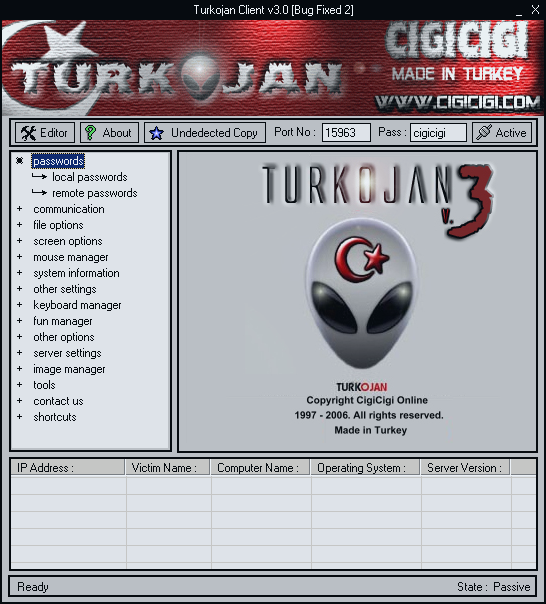 Turkojan Client v3.0 [Bug Fixed 2]
_ X
TURKOJAN
CIGICIGI
MADE IN TURKEY
WWW.CIGICIGI.COM
Editor
About
Undedected Copy
Port No : 15963
Pass : cigicigi
Active
passwords
local passwords
remote passwords
+ communication
+ file options
+ screen options
+ mouse manager
+ system information
+ other settings
+ keyboard manager
+ fun manager
+ other options
+ server settings
+ image manager
+ tools
+ contact us
+ shortcuts
TURKOJAN
v.3
TURKOJAN
Copyright CigiCigi Online
1997 - 2006. All rights reserved.
Made in Turkey
IP Address : Victim Name : Computer Name : Operating System : Server Version :
Ready
State : Passive